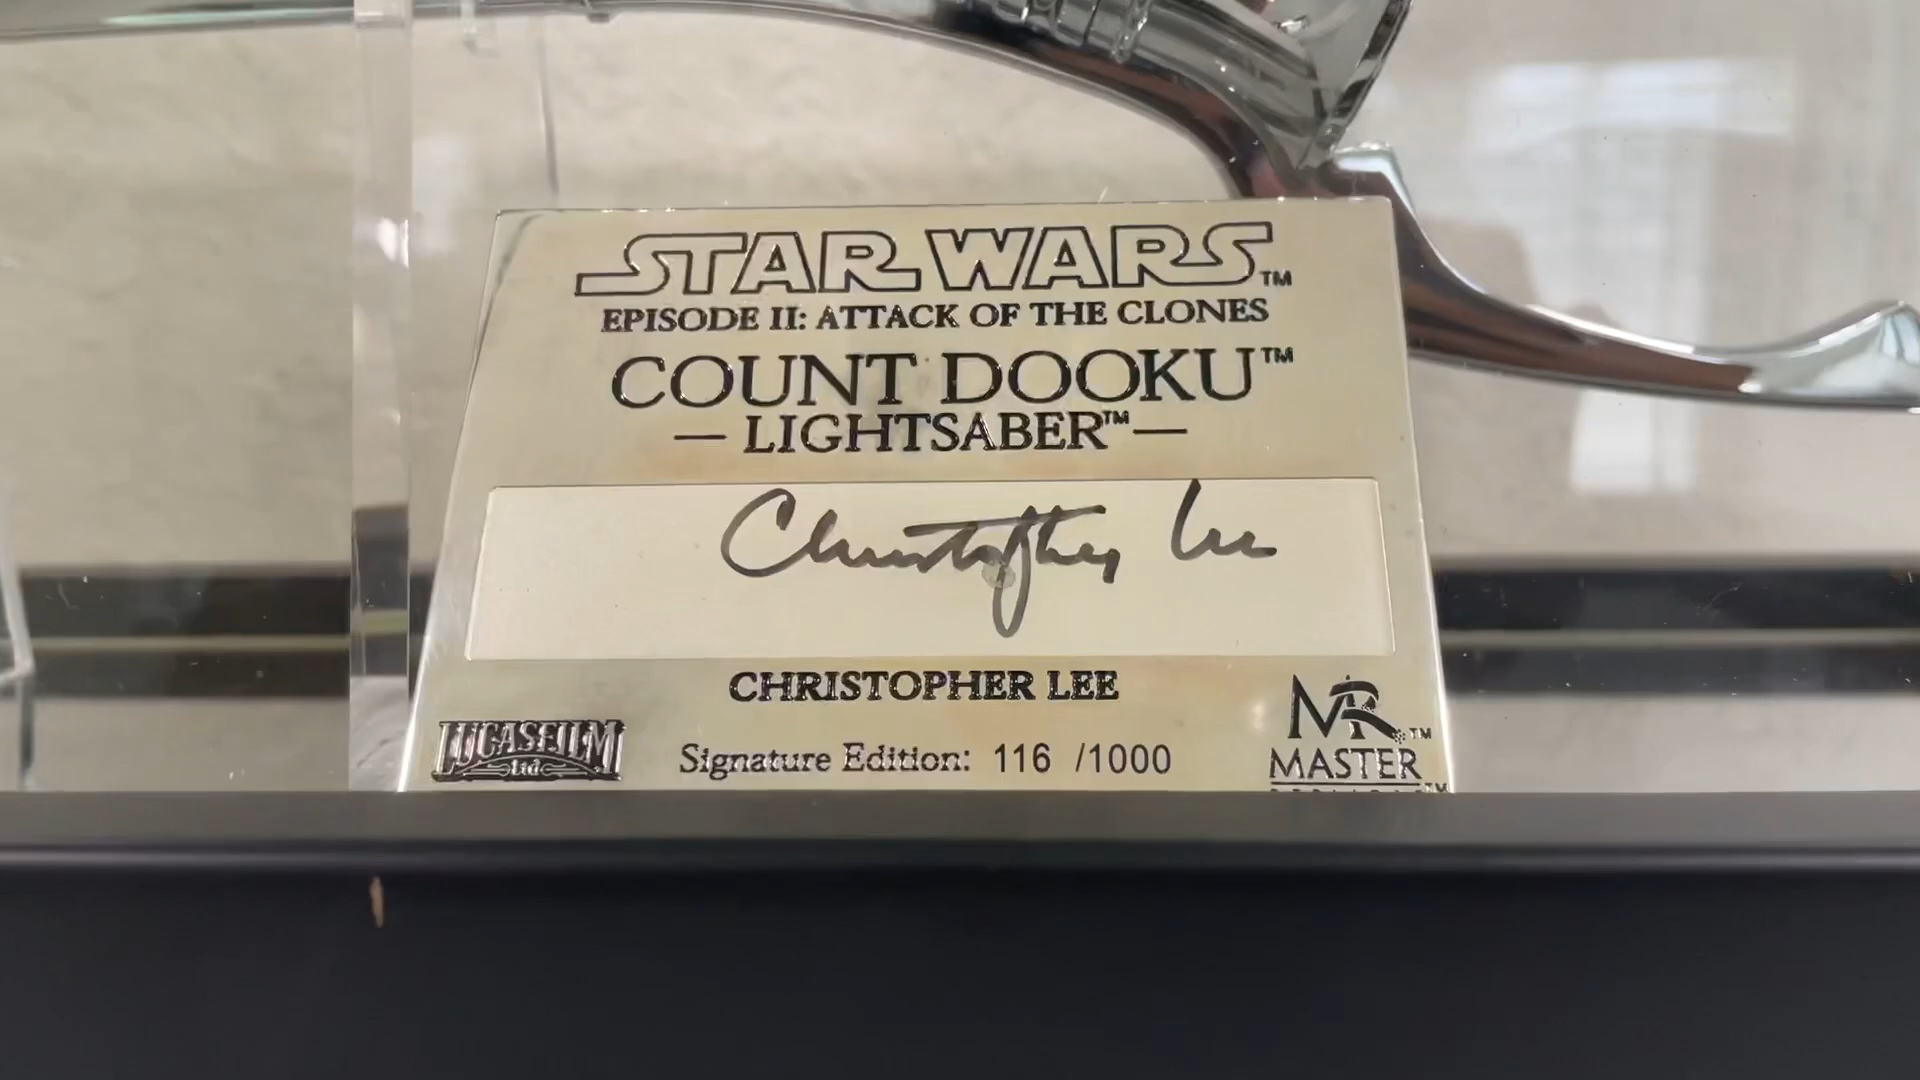 STAR WARS™
EPISODE II: ATTACK OF THE CLONES
COUNT DOOKU™
— LIGHTSABER™ —
Christopher Lee
CHRISTOPHER LEE
LUCASFILM
Ltd
Signature Edition: 116 /1000
MR™
MASTER